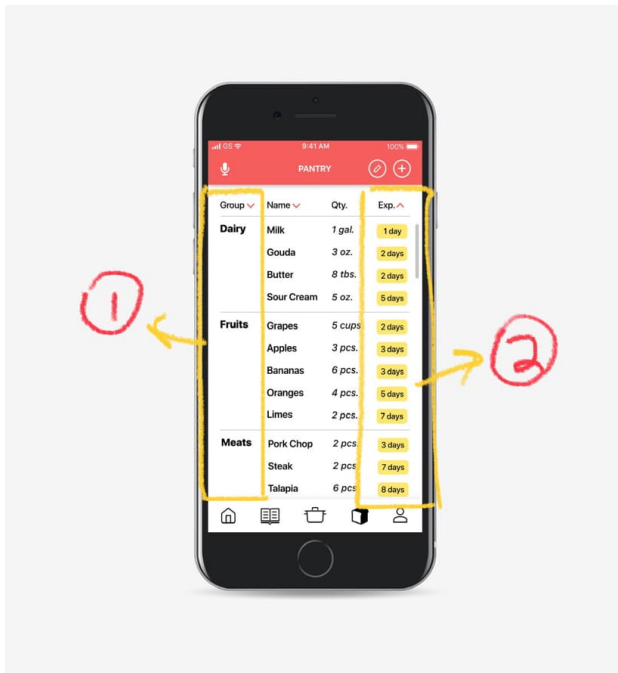 GS 9:41 AM 100%
PANTRY
Group Name Qty. Exp.
Dairy Milk 1 gal. 1 day
Gouda 3 oz. 2 days
Butter 8 tbs. 2 days
Sour Cream 5 oz. 5 days
Fruits Grapes 5 cups 2 days
Apples 3 pcs. 3 days
Bananas 6 pcs. 3 days
Oranges 4 pcs. 5 days
Limes 2 pcs. 7 days
Meats Pork Chop 2 pcs 3 days
Steak 2 pcs 7 days
Talapia 6 pcs 8 days
1
2